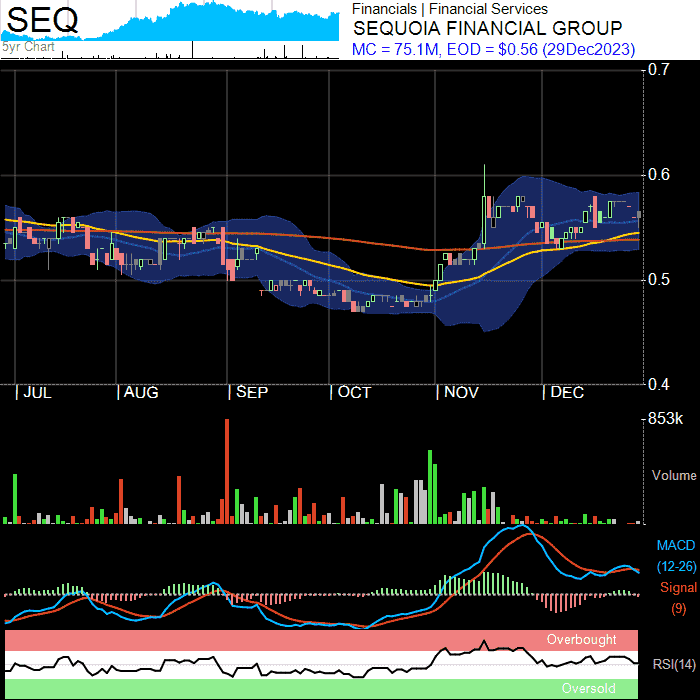 SEQ
5yr Chart
Financials | Financial Services
SEQUOIA FINANCIAL GROUP
MC = 75.1M, EOD = $0.56 (29Dec2023)
0.7
0.6
0.5
0.4
JUL
AUG
SEP
OCT
NOV
DEC
853k
Volume
MACD
(12-26)
Signal
(9)
Overbought
RSI(14)
Oversold